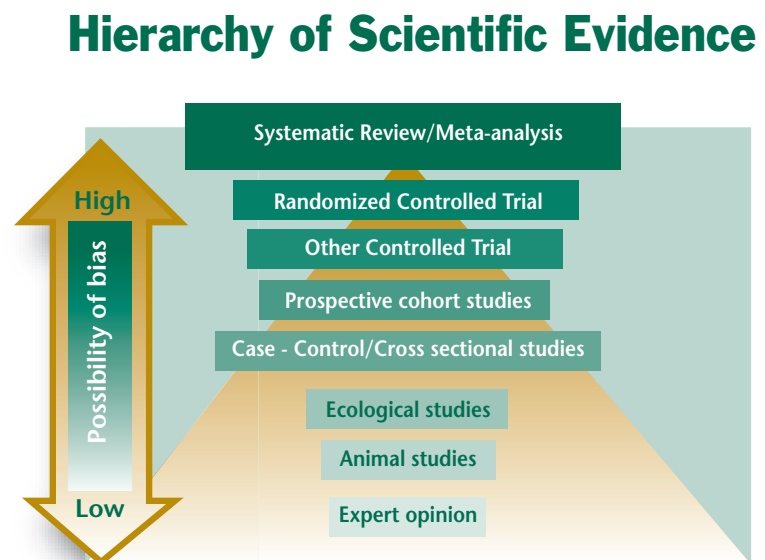 Hierarchy of Scientific Evidence
Systematic Review/Meta-analysis
High
Randomized Controlled Trial
Other Controlled Trial
Possibility of bias
Prospective cohort studies
Case - Control/Cross sectional studies
Ecological studies
Animal studies
Low
Expert opinion